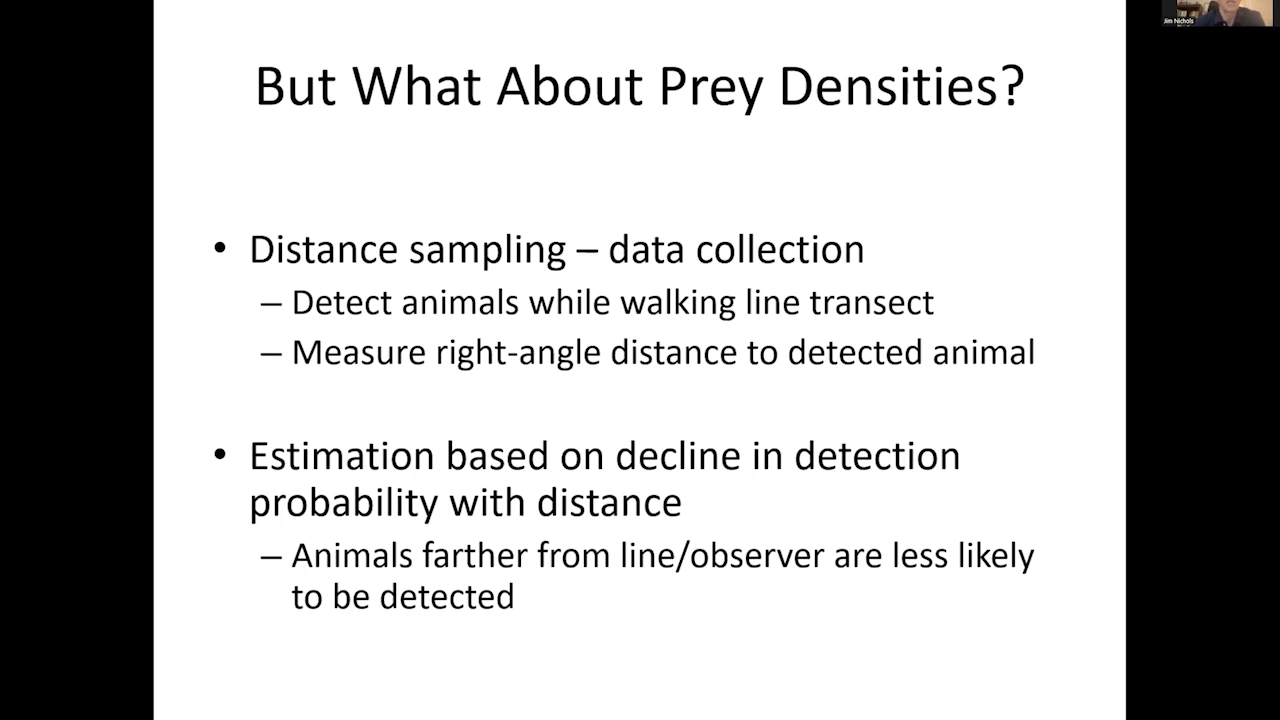 Jim Nichols
But What About Prey Densities?
• Distance sampling – data collection
– Detect animals while walking line transect
– Measure right-angle distance to detected animal
• Estimation based on decline in detection
probability with distance
– Animals farther from line/observer are less likely
to be detected